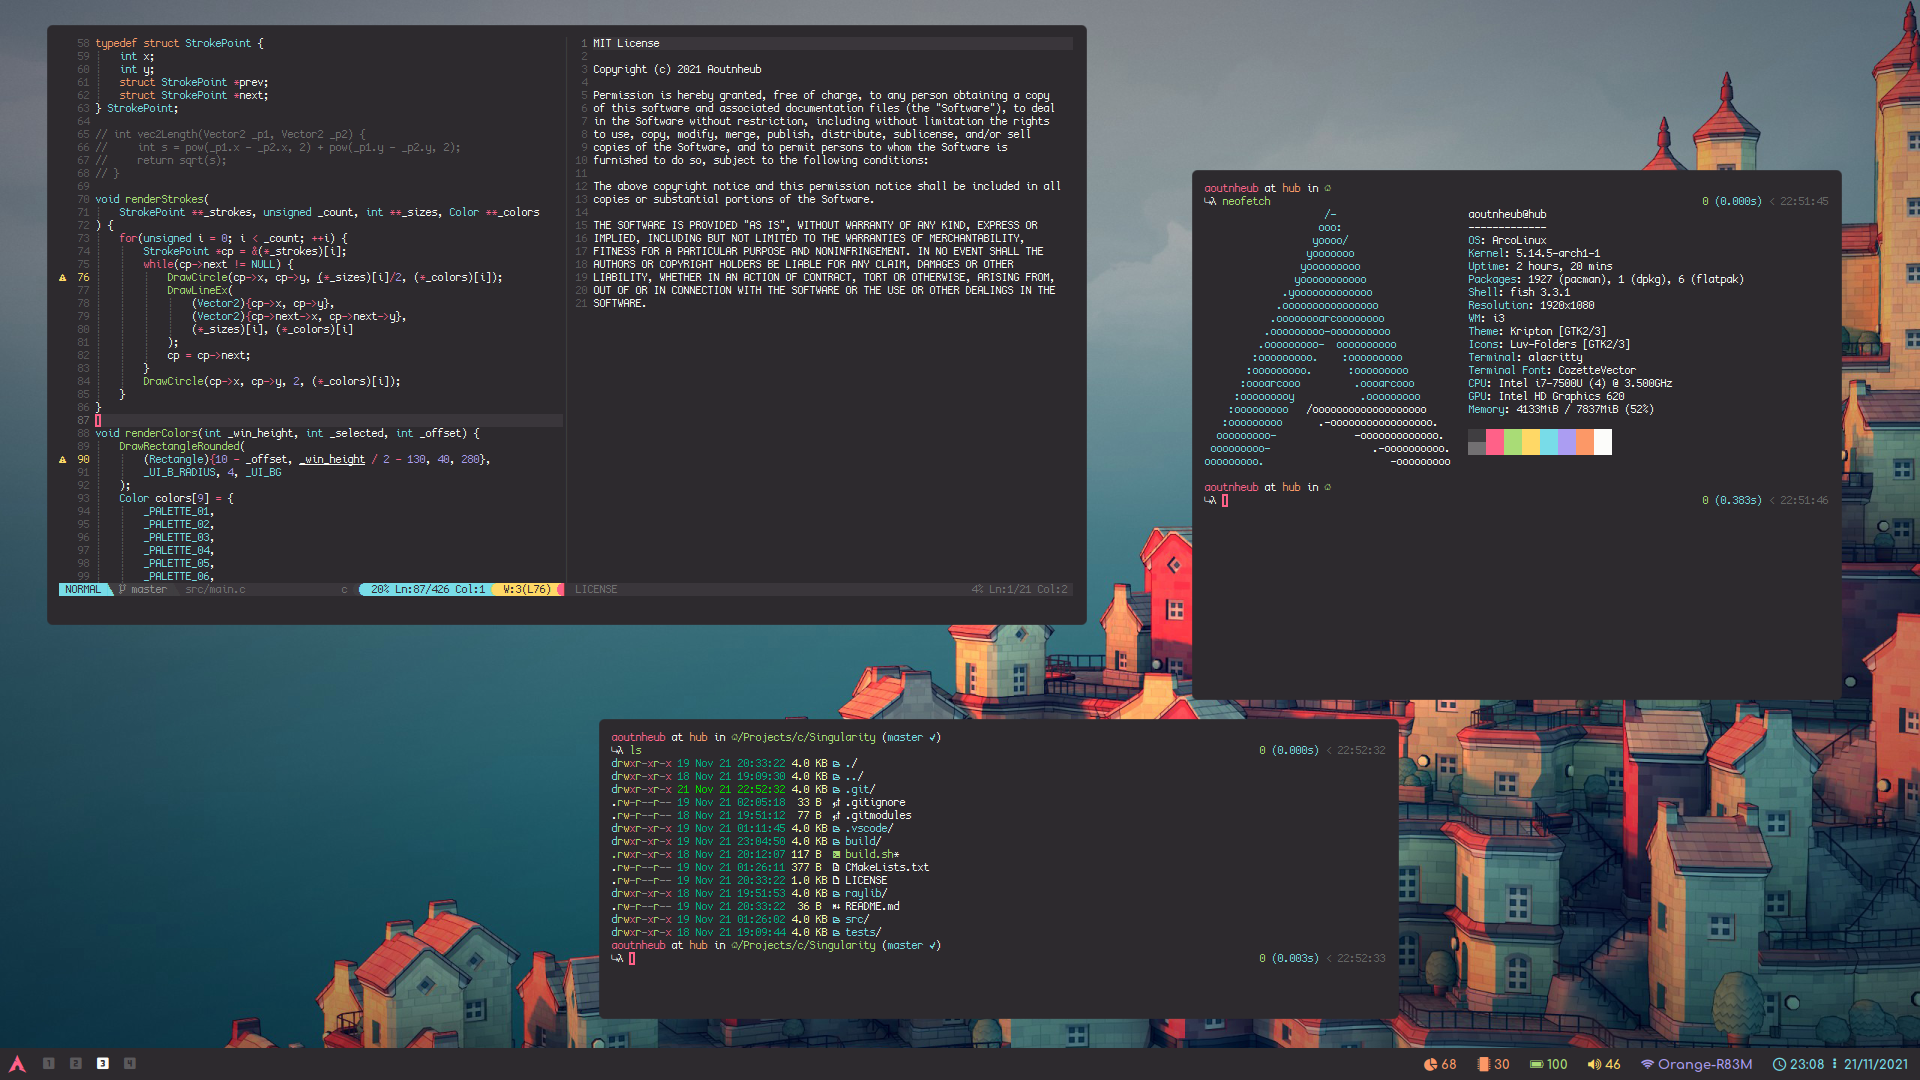 58 typedef struct StrokePoint {
59 int x;
60 int y;
61 struct StrokePoint *prev;
62 struct StrokePoint *next;
63 } StrokePoint;
64
65 // int vec2Length(Vector2 _p1, Vector2 _p2) {
66 // int s = pow(_p1.x - _p2.x, 2) + pow(_p1.y - _p2.y, 2);
67 // return sqrt(s);
68 // }
69
70 void renderStrokes(
71 StrokePoint **_strokes, unsigned _count, int **_sizes, Color **_colors
72 ) {
73 for(unsigned i = 0; i < _count; ++i) {
74 StrokePoint *cp = &(*_strokes)[i];
75 while(cp->next != NULL) {
76 DrawCircle(cp->x, cp->y, (*_sizes)[i]/2, (*_colors)[i]);
77 DrawLineEx(
78 (Vector2){cp->x, cp->y},
79 (Vector2){cp->next->x, cp->next->y},
80 (*_sizes)[i], (*_colors)[i]
81 );
82 cp = cp->next;
83 }
84 DrawCircle(cp->x, cp->y, 2, (*_colors)[i]);
85 }
86 }
87
88 void renderColors(int _win_height, int _selected, int _offset) {
89 DrawRectangleRounded(
90 (Rectangle){10 - _offset, _win_height / 2 - 130, 40, 280},
91 _UI_B_RADIUS, 4, _UI_BG
92 );
93 Color colors[9] = {
94 _PALETTE_01,
95 _PALETTE_02,
96 _PALETTE_03,
97 _PALETTE_04,
98 _PALETTE_05,
99 _PALETTE_06,
NORMAL master src/main.c c 20% Ln:87/426 Col:1 W:3(L76)
1 MIT License
2
3 Copyright (c) 2021 Aoutnheub
4
5 Permission is hereby granted, free of charge, to any person obtaining a copy
6 of this software and associated documentation files (the "Software"), to deal
7 in the Software without restriction, including without limitation the rights
8 to use, copy, modify, merge, publish, distribute, sublicense, and/or sell
9 copies of the Software, and to permit persons to whom the Software is
10 furnished to do so, subject to the following conditions:
11
12 The above copyright notice and this permission notice shall be included in all
13 copies or substantial portions of the Software.
14
15 THE SOFTWARE IS PROVIDED "AS IS", WITHOUT WARRANTY OF ANY KIND, EXPRESS OR
16 IMPLIED, INCLUDING BUT NOT LIMITED TO THE WARRANTIES OF MERCHANTABILITY,
17 FITNESS FOR A PARTICULAR PURPOSE AND NONINFRINGEMENT. IN NO EVENT SHALL THE
18 AUTHORS OR COPYRIGHT HOLDERS BE LIABLE FOR ANY CLAIM, DAMAGES OR OTHER
19 LIABILITY, WHETHER IN AN ACTION OF CONTRACT, TORT OR OTHERWISE, ARISING FROM,
20 OUT OF OR IN CONNECTION WITH THE SOFTWARE OR THE USE OR OTHER DEALINGS IN THE
21 SOFTWARE.
LICENSE 4% Ln:1/21 Col:2
aoutnheub at hub in
λ neofetch 0 (0.000s) < 22:51:45
/-
ooo:
yoooo/
yooooooo
yooooooooo
yooooooooooo
.yooooooooooooo
.oooooooooooooooo
.oooooooarcooooooooo
.ooooooooo-oooooooooo
.ooooooooo- oooooooooo
:ooooooooo. :ooooooooo
:ooooooooo. :ooooooooo
:oooarcooo .oooarcooo
:ooooooooy .ooooooooo
:ooooooooo /ooooooooooooooooooo
:ooooooooo .-ooooooooooooooooo.
ooooooooo- -ooooooooooooo.
ooooooooo- .-oooooooooo.
ooooooooo. -ooooooooo
aoutnheub@hub
-------------
OS: ArcoLinux
Kernel: 5.14.5-arch1-1
Uptime: 2 hours, 20 mins
Packages: 1927 (pacman), 1 (dpkg), 6 (flatpak)
Shell: fish 3.3.1
Resolution: 1920x1080
WM: i3
Theme: Kripton [GTK2/3]
Icons: Luv-Folders [GTK2/3]
Terminal: alacritty
Terminal Font: CozetteVector
CPU: Intel i7-7500U (4) @ 3.500GHz
GPU: Intel HD Graphics 620
Memory: 4133MiB / 7837MiB (52%)
aoutnheub at hub in
λ 0 (0.383s) < 22:51:46
aoutnheub at hub in /Projects/c/Singularity (master ✓)
λ ls 0 (0.000s) < 22:52:32
drwxr-xr-x 19 Nov 21 20:33:22 4.0 KB ./
drwxr-xr-x 18 Nov 21 19:09:30 4.0 KB ../
drwxr-xr-x 21 Nov 21 22:52:32 4.0 KB .git/
.rw-r--r-- 19 Nov 21 02:05:18 33 B .gitignore
.rw-r--r-- 18 Nov 21 19:51:12 77 B .gitmodules
drwxr-xr-x 19 Nov 21 01:11:45 4.0 KB .vscode/
drwxr-xr-x 19 Nov 21 23:04:50 4.0 KB build/
.rwxr-xr-x 18 Nov 21 20:12:07 117 B build.sh*
.rw-r--r-- 19 Nov 21 01:26:11 377 B CMakeLists.txt
.rw-r--r-- 19 Nov 21 20:33:22 1.0 KB LICENSE
drwxr-xr-x 18 Nov 21 19:51:53 4.0 KB raylib/
.rw-r--r-- 19 Nov 21 20:33:22 36 B README.md
drwxr-xr-x 19 Nov 21 01:26:02 4.0 KB src/
drwxr-xr-x 18 Nov 21 19:09:44 4.0 KB tests/
aoutnheub at hub in /Projects/c/Singularity (master ✓)
λ 0 (0.003s) < 22:52:33
1 2 3 4 68 30 100 46 Orange-R83M 23:08 21/11/2021